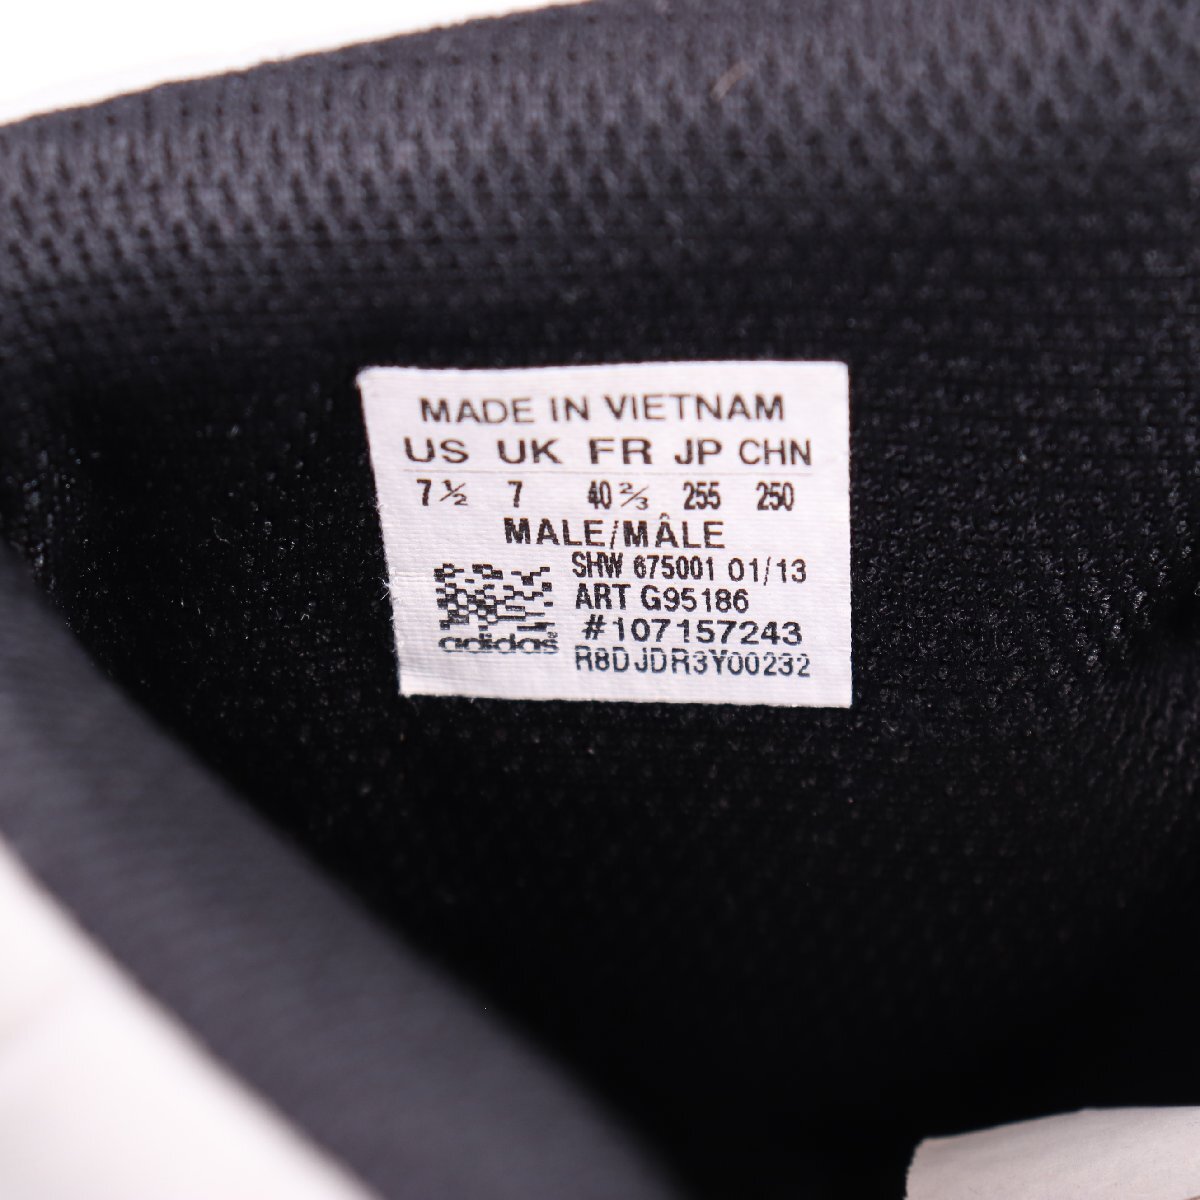 MADE IN VIETNAM
US UK FR JP CHN
7½ 7 40⅔ 255 250
MALE/MÂLE
SHW 675001 01/13
ART G95186
#107157243
adidas
R8DJDR3Y00232